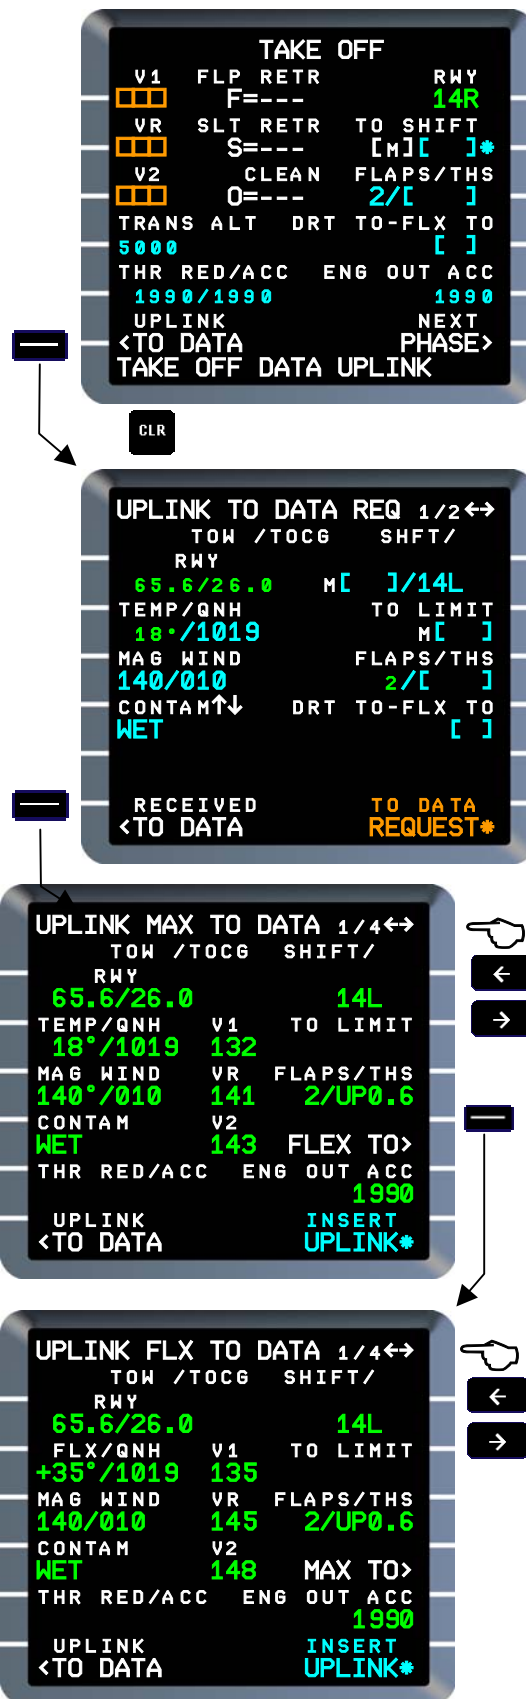 TAKE OFF
V1 FLP RETR RWY
□□□ F=--- 14R
VR SLT RETR TO SHIFT
□□□ S=--- [M][ ]*
V2 CLEAN FLAPS/THS
□□□ O=--- 2/[ ]
TRANS ALT DRT TO-FLX TO
5000 [ ]
THR RED/ACC ENG OUT ACC
1990/1990 1990
UPLINK NEXT
<TO DATA PHASE>
TAKE OFF DATA UPLINK
CLR
UPLINK TO DATA REQ 1/2←→
TOW /TOCG SHFT/
RWY
65.6/26.0 M[ ]/14L
TEMP/QNH TO LIMIT
18°/1019 M[ ]
MAG WIND FLAPS/THS
140/010 2/[ ]
CONTAM↑↓ DRT TO-FLX TO
WET [ ]
RECEIVED TO DATA
<TO DATA REQUEST*
UPLINK MAX TO DATA 1/4←→
TOW /TOCG SHIFT/
RWY
65.6/26.0 14L
TEMP/QNH V1 TO LIMIT
18°/1019 132
MAG WIND VR FLAPS/THS
140°/010 141 2/UP0.6
CONTAM V2
WET 143 FLEX TO>
THR RED/ACC ENG OUT ACC
1990
UPLINK INSERT
<TO DATA UPLINK*
←
→
UPLINK FLX TO DATA 1/4←→
TOW /TOCG SHIFT/
RWY
65.6/26.0 14L
FLX/QNH V1 TO LIMIT
+35°/1019 135
MAG WIND VR FLAPS/THS
140/010 145 2/UP0.6
CONTAM V2
WET 148 MAX TO>
THR RED/ACC ENG OUT ACC
1990
UPLINK INSERT
<TO DATA UPLINK*
←
→